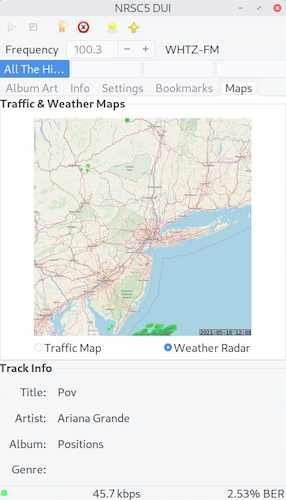 NRSC5 DUI
Frequency 100.3 − + WHTZ-FM
All The Hi...
Album Art Info Settings Bookmarks Maps
Traffic & Weather Maps
2021-05-10 12:08
Traffic Map Weather Radar
Track Info
Title: Pov
Artist: Ariana Grande
Album: Positions
Genre:
45.7 kbps 2.53% BER